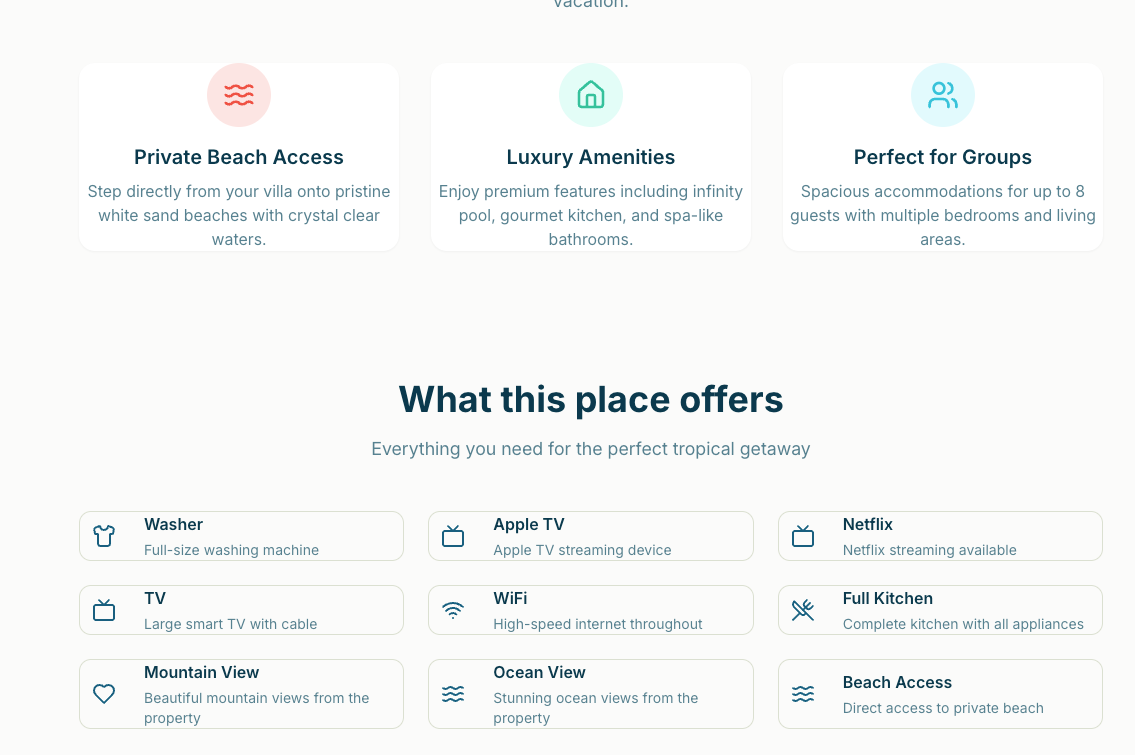 vacation.
Private Beach Access
Step directly from your villa onto pristine
white sand beaches with crystal clear
waters.
Luxury Amenities
Enjoy premium features including infinity
pool, gourmet kitchen, and spa-like
bathrooms.
Perfect for Groups
Spacious accommodations for up to 8
guests with multiple bedrooms and living
areas.
What this place offers
Everything you need for the perfect tropical getaway
Washer
Full-size washing machine
Apple TV
Apple TV streaming device
Netflix
Netflix streaming available
TV
Large smart TV with cable
WiFi
High-speed internet throughout
Full Kitchen
Complete kitchen with all appliances
Mountain View
Beautiful mountain views from the
property
Ocean View
Stunning ocean views from the
property
Beach Access
Direct access to private beach